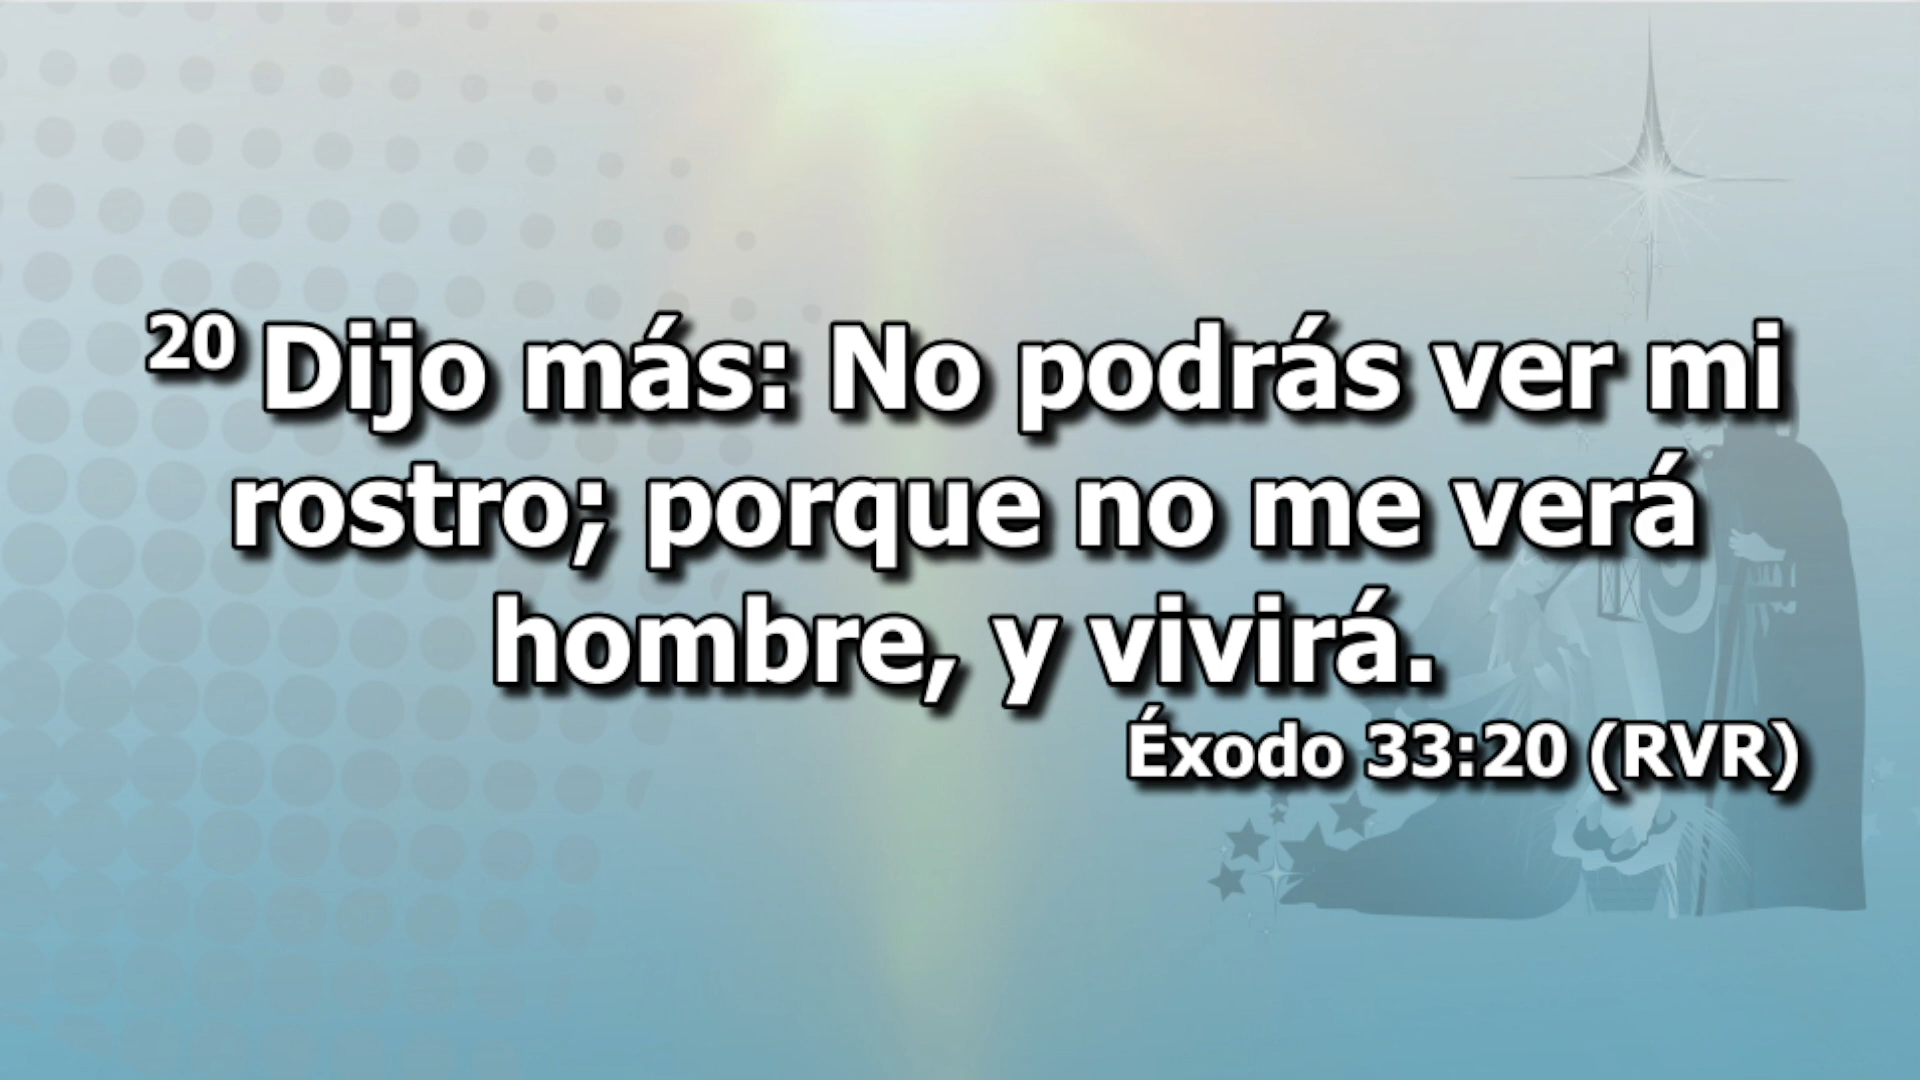 20 Dijo más: No podrás ver mi
rostro; porque no me verá
hombre, y vivirá.
Éxodo 33:20 (RVR)